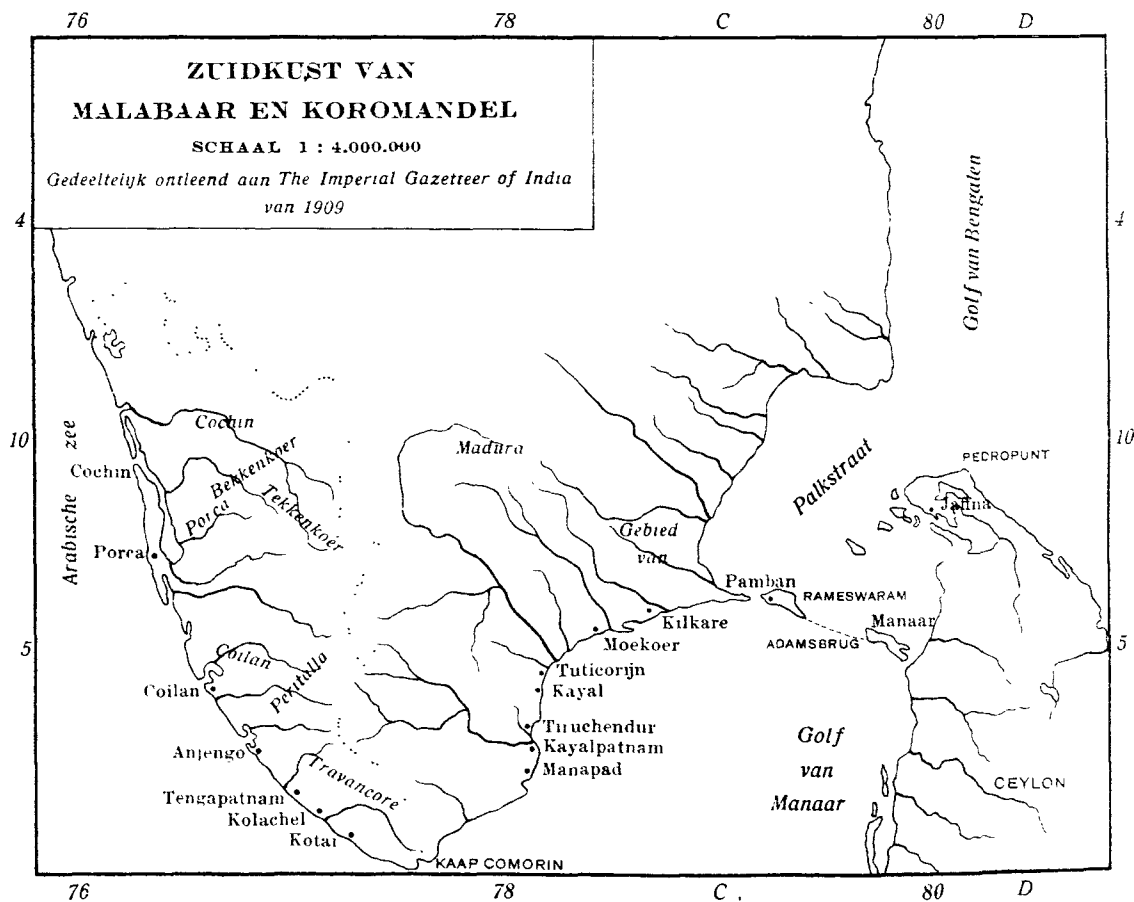 76 78 C 80 D
ZUIDKUST VAN
MALABAAR EN KOROMANDEL
SCHAAL 1 : 4.000.000
Gedeeltelyk ontleend aan The Imperial Gazetteer of India
van 1909
4
4
Golf van Bengalen
Arabische zee
10
10
Cochin
Cochin
Bekkenkoer
Tekkenkoer
Porca
Porca
Madura
Gebied
van
Palkstraat
PEDROPUNT
Jafna
Pamban
RAMESWARAM
Manaar
ADAMSBRUG
Kilkare
Moekoer
5
5
Coilan
Coilan
Peritalla
Tuticorijn
Kayal
Tiruchendur
Kayalpatnam
Manapad
Anjengo
Travancore
Tengapatnam
Kolachel
Kotar
KAAP COMORIN
Golf
van
Manaar
CEYLON
76 78 C 80 D